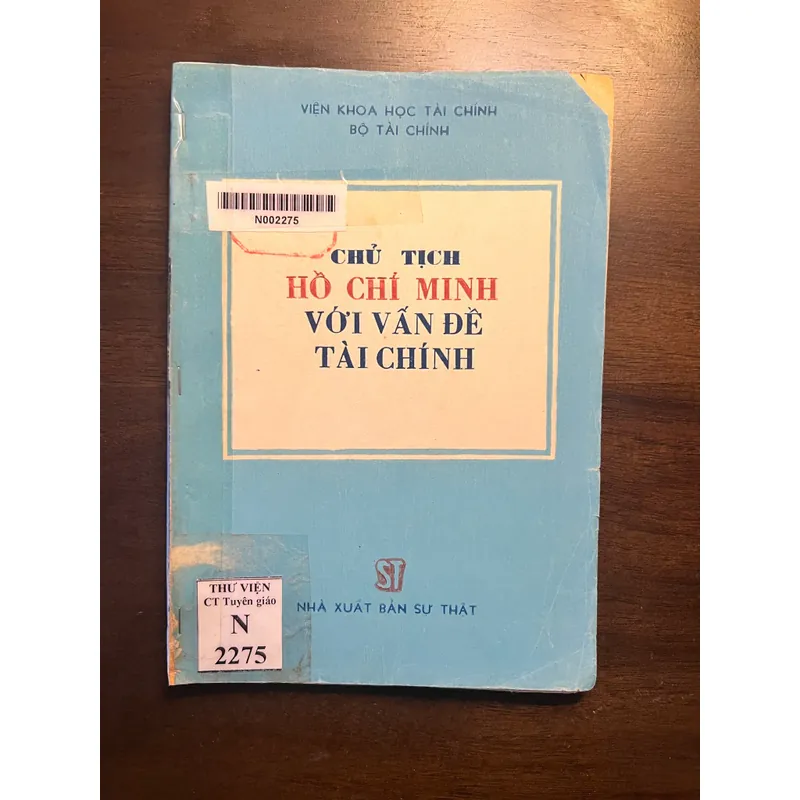 VIỆN KHOA HỌC TÀI CHÍNH
BỘ TÀI CHÍNH
N002275
CHỦ TỊCH
HỒ CHÍ MINH
VỚI VẤN ĐỀ
TÀI CHÍNH
ST
NHÀ XUẤT BẢN SỰ THẬT
THƯ VIỆN
CT Tuyên giáo
N
2275